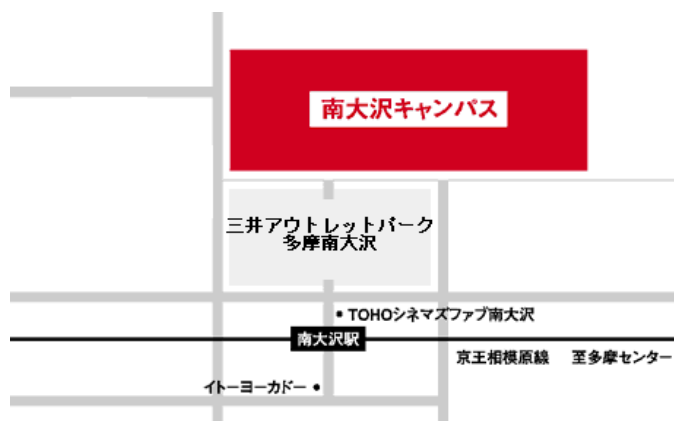 南大沢キャンパス
三井アウトレットパーク
多摩南大沢
• TOHOシネマズファブ南大沢
南大沢駅
京王相模原線 至多摩センター
イトーヨーカドー •